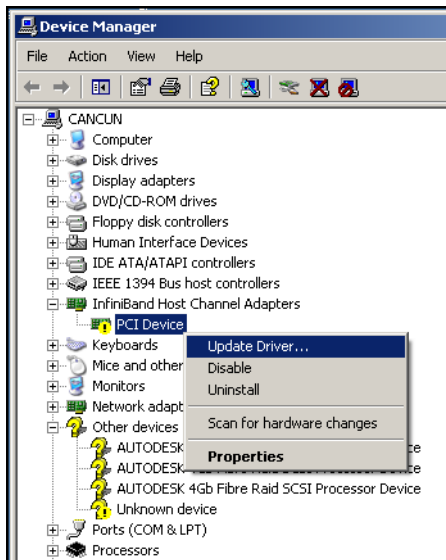 Device Manager
File Action View Help
CANCUN
Computer
Disk drives
Display adapters
DVD/CD-ROM drives
Floppy disk controllers
Human Interface Devices
IDE ATA/ATAPI controllers
IEEE 1394 Bus host controllers
InfiniBand Host Channel Adapters
PCI Device
Keyboards
Mice and other
Monitors
Network adapt
Other devices
AUTODESK
AUTODESK 4Gb Fibre Raid SCSI Processor Device
Unknown device
Ports (COM & LPT)
Processors
Update Driver...
Disable
Uninstall
Scan for hardware changes
Properties